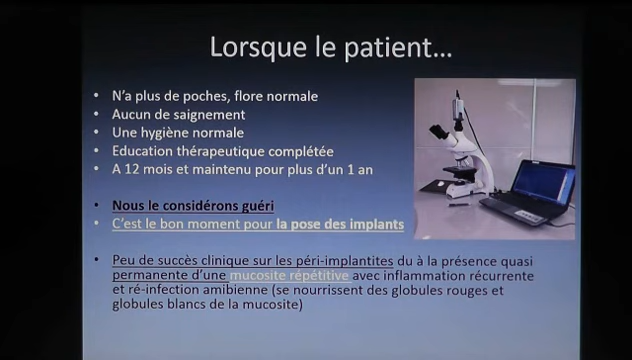 Lorsque le patient…
• N'a plus de poches, flore normale
• Aucun de saignement
• Une hygiène normale
• Education thérapeutique complétée
• A 12 mois et maintenu pour plus d'un 1 an
• Nous le considérons guéri
• C'est le bon moment pour la pose des implants
• Peu de succès clinique sur les péri-implantites du à la présence quasi
permanente d'une mucosite répétitive avec inflammation récurrente
et ré-infection amibienne (se nourrissent des globules rouges et
globules blancs de la mucosite)